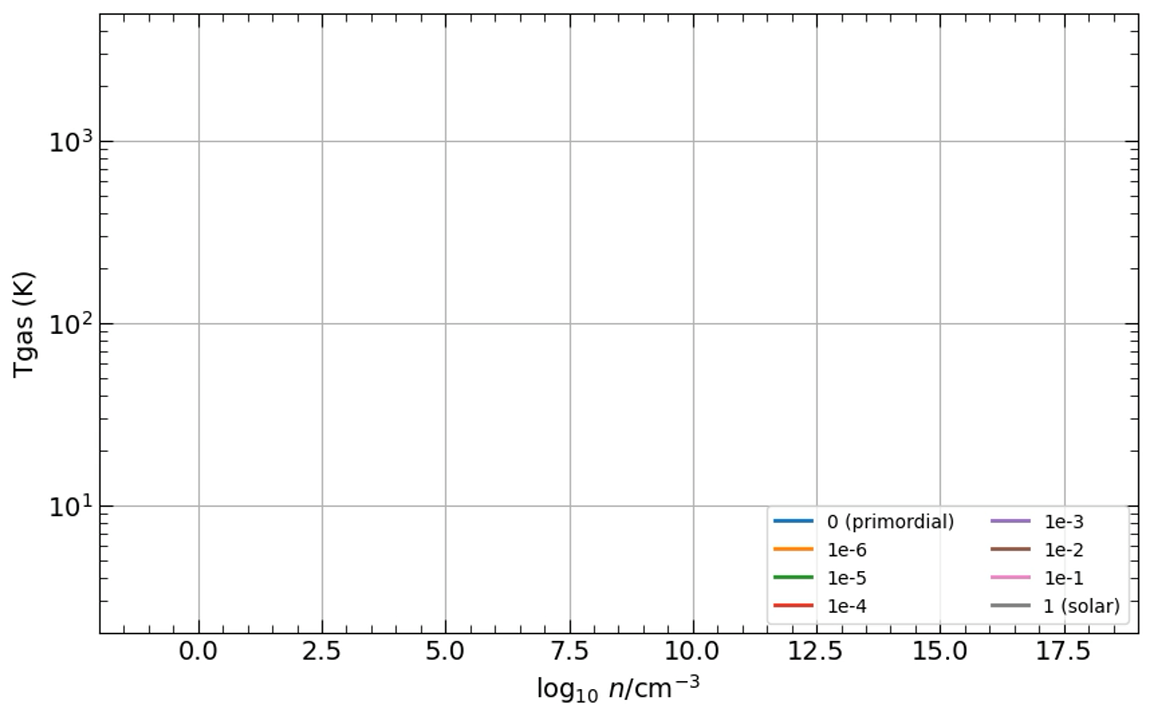 10³
10²
10¹
Tgas (K)
0 (primordial)
1e-6
1e-5
1e-4
1e-3
1e-2
1e-1
1 (solar)
0.0 2.5 5.0 7.5 10.0 12.5 15.0 17.5
log₁₀ n/cm⁻³